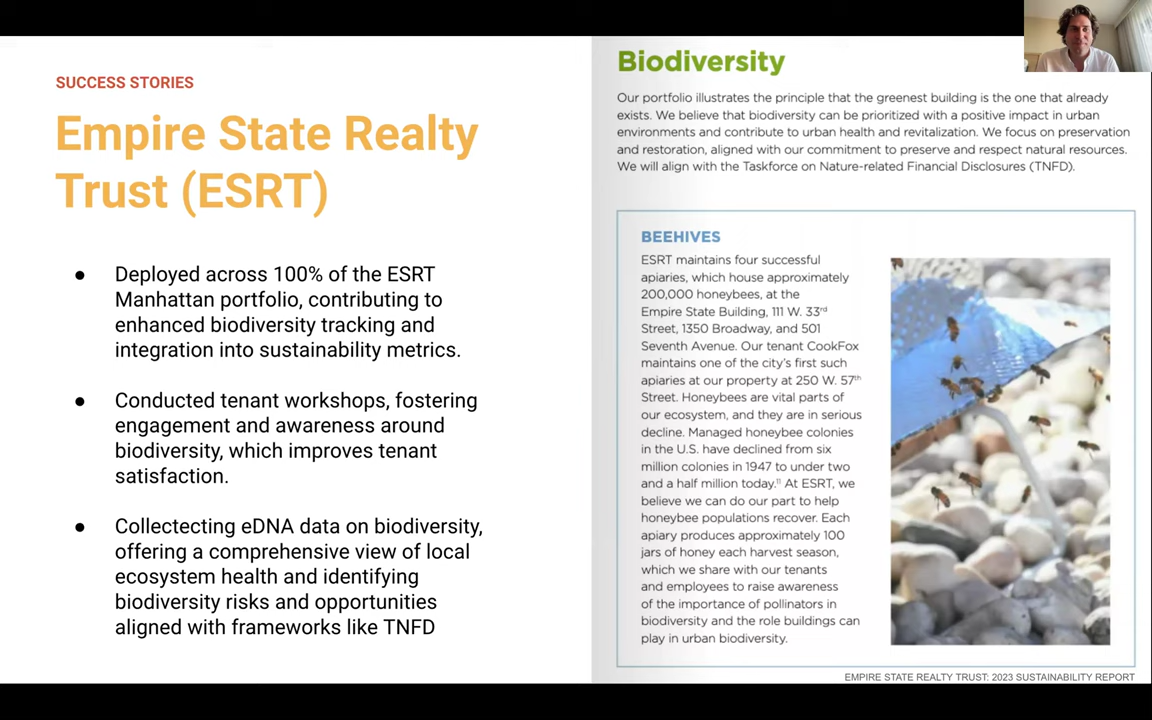 SUCCESS STORIES
Empire State Realty
Trust (ESRT)
● Deployed across 100% of the ESRT
Manhattan portfolio, contributing to
enhanced biodiversity tracking and
integration into sustainability metrics.
● Conducted tenant workshops, fostering
engagement and awareness around
biodiversity, which improves tenant
satisfaction.
● Collectecting eDNA data on biodiversity,
offering a comprehensive view of local
ecosystem health and identifying
biodiversity risks and opportunities
aligned with frameworks like TNFD
Biodiversity
Our portfolio illustrates the principle that the greenest building is the one that already
exists. We believe that biodiversity can be prioritized with a positive impact in urban
environments and contribute to urban health and revitalization. We focus on preservation
and restoration, aligned with our commitment to preserve and respect natural resources.
We will align with the Taskforce on Nature-related Financial Disclosures (TNFD).
BEEHIVES
ESRT maintains four successful
apiaries, which house approximately
200,000 honeybees, at the
Empire State Building, 111 W. 33rd
Street, 1350 Broadway, and 501
Seventh Avenue. Our tenant CookFox
maintains one of the city's first such
apiaries at our property at 250 W. 57th
Street. Honeybees are vital parts of
our ecosystem, and they are in serious
decline. Managed honeybee colonies
in the U.S. have declined from six
million colonies in 1947 to under two
and a half million today.11 At ESRT, we
believe we can do our part to help
honeybee populations recover. Each
apiary produces approximately 100
jars of honey each harvest season,
which we share with our tenants
and employees to raise awareness
of the importance of pollinators in
biodiversity and the role buildings can
play in urban biodiversity.
EMPIRE STATE REALTY TRUST: 2023 SUSTAINABILITY REPORT